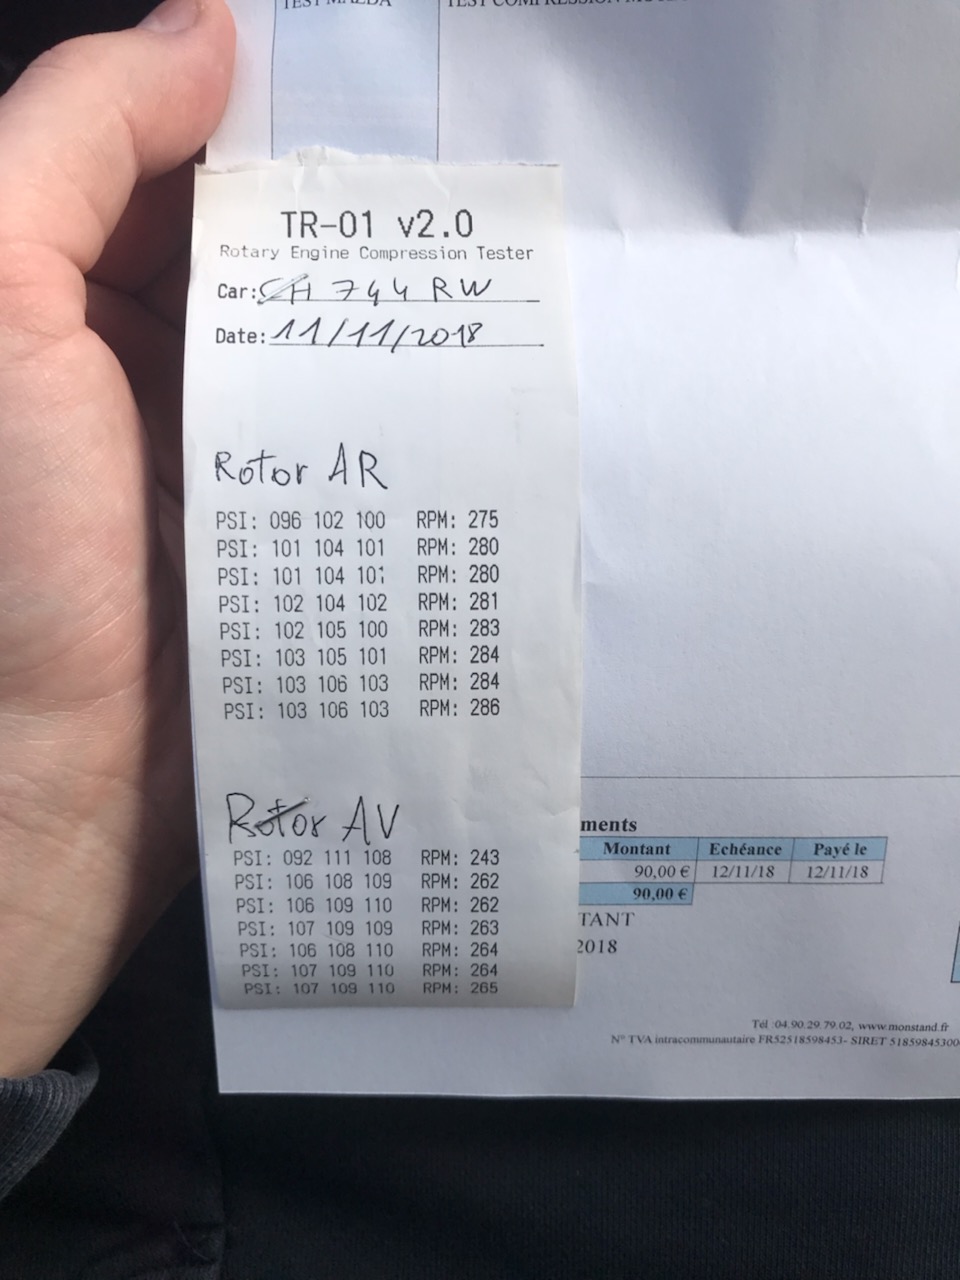 TR-01 v2.0
Rotary Engine Compression Tester
Car: CH 744 RW
Date: 11/11/2018
Rotor AR
PSI: 096 102 100 RPM: 275
PSI: 101 104 101 RPM: 280
PSI: 101 104 101 RPM: 280
PSI: 102 104 102 RPM: 281
PSI: 102 105 100 RPM: 283
PSI: 103 105 101 RPM: 284
PSI: 103 106 103 RPM: 284
PSI: 103 106 103 RPM: 286
Rotor AV
PSI: 092 111 108 RPM: 243
PSI: 106 108 109 RPM: 262
PSI: 106 109 110 RPM: 262
PSI: 107 109 109 RPM: 263
PSI: 106 108 110 RPM: 264
PSI: 107 109 110 RPM: 264
PSI: 107 109 110 RPM: 265
ments
Montant Echéance Payé le
90,00 € 12/11/18 12/11/18
90,00 €
TANT
2018
Tél :04.90.29.79.02, www.monstand.fr
N° TVA intracommunautaire FR52518598453- SIRET 5185984530